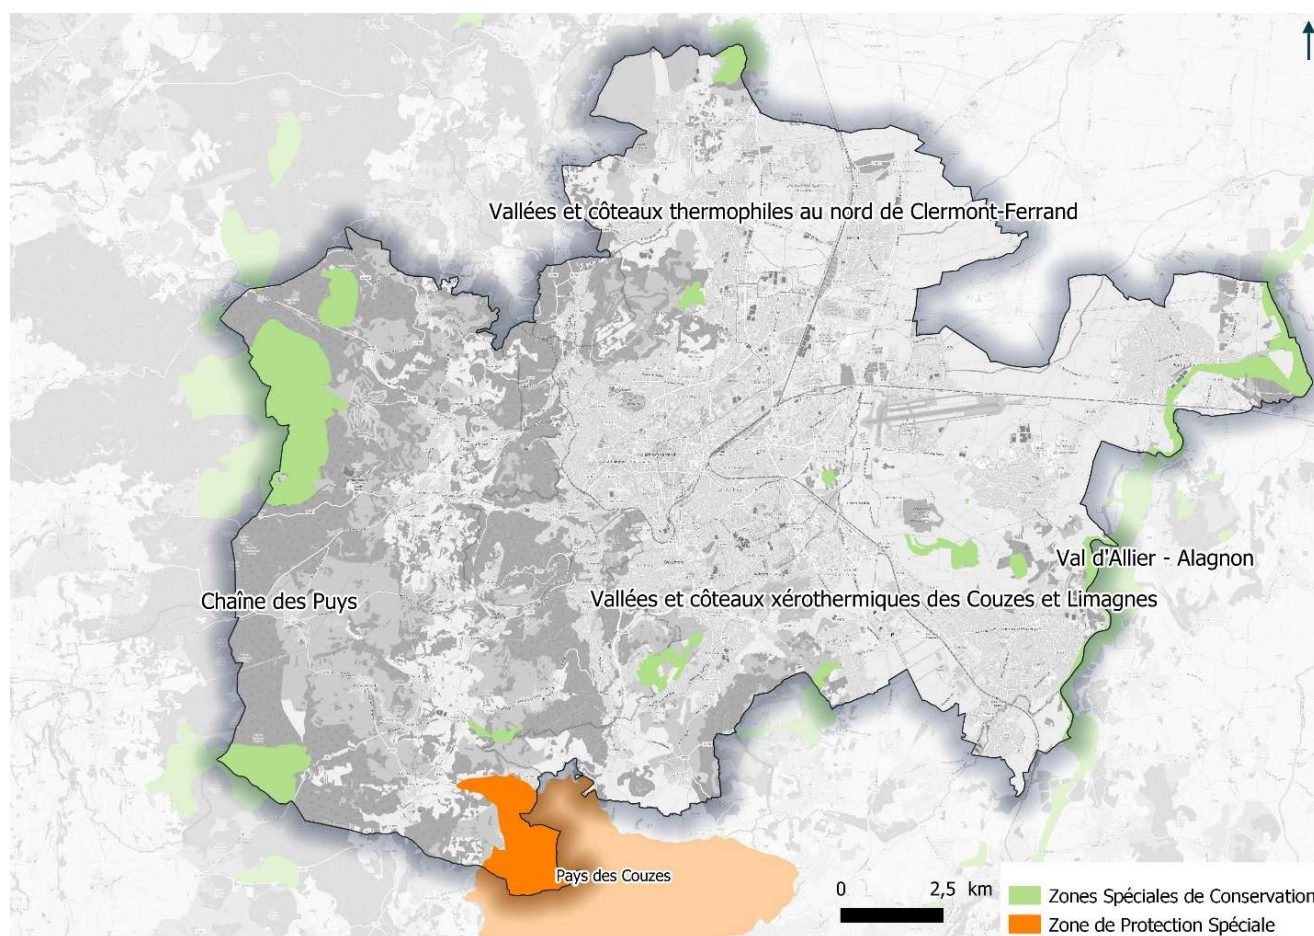 Vallées et côteaux thermophiles au nord de Clermont-Ferrand
Val d'Allier - Alagnon
Chaîne des Puys
Vallées et côteaux xérothermiques des Couzes et Limagnes
Pays des Couzes
0 2,5 km
Zones Spéciales de Conservation
Zone de Protection Spéciale